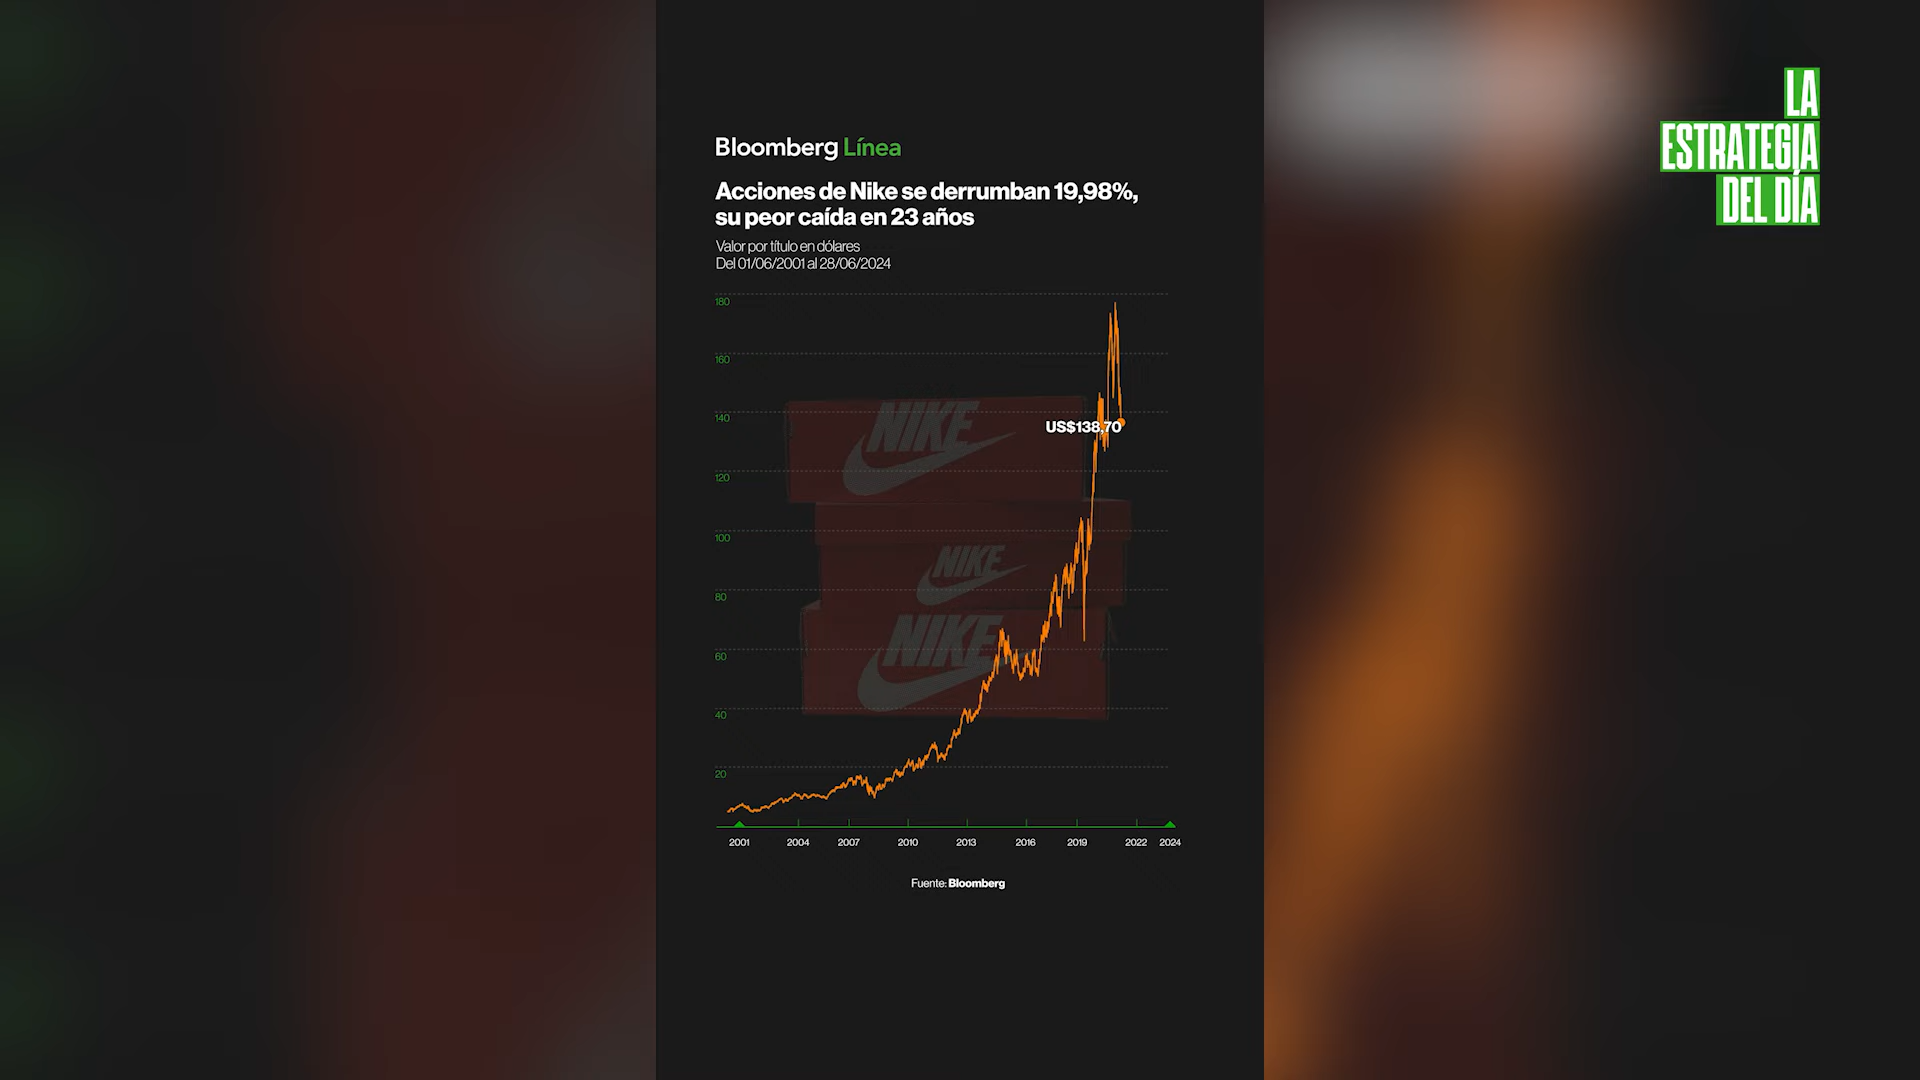 LA
ESTRATEGIA
DEL DÍA
Bloomberg Línea
Acciones de Nike se derrumban 19,98%,
su peor caída en 23 años
Valor por título en dólares
Del 01/06/2001 al 28/06/2024
180
160
140
NIKE
US$138,70
120
100
NIKE
80
NIKE
60
40
20
2001 2004 2007 2010 2013 2016 2019 2022 2024
Fuente: Bloomberg